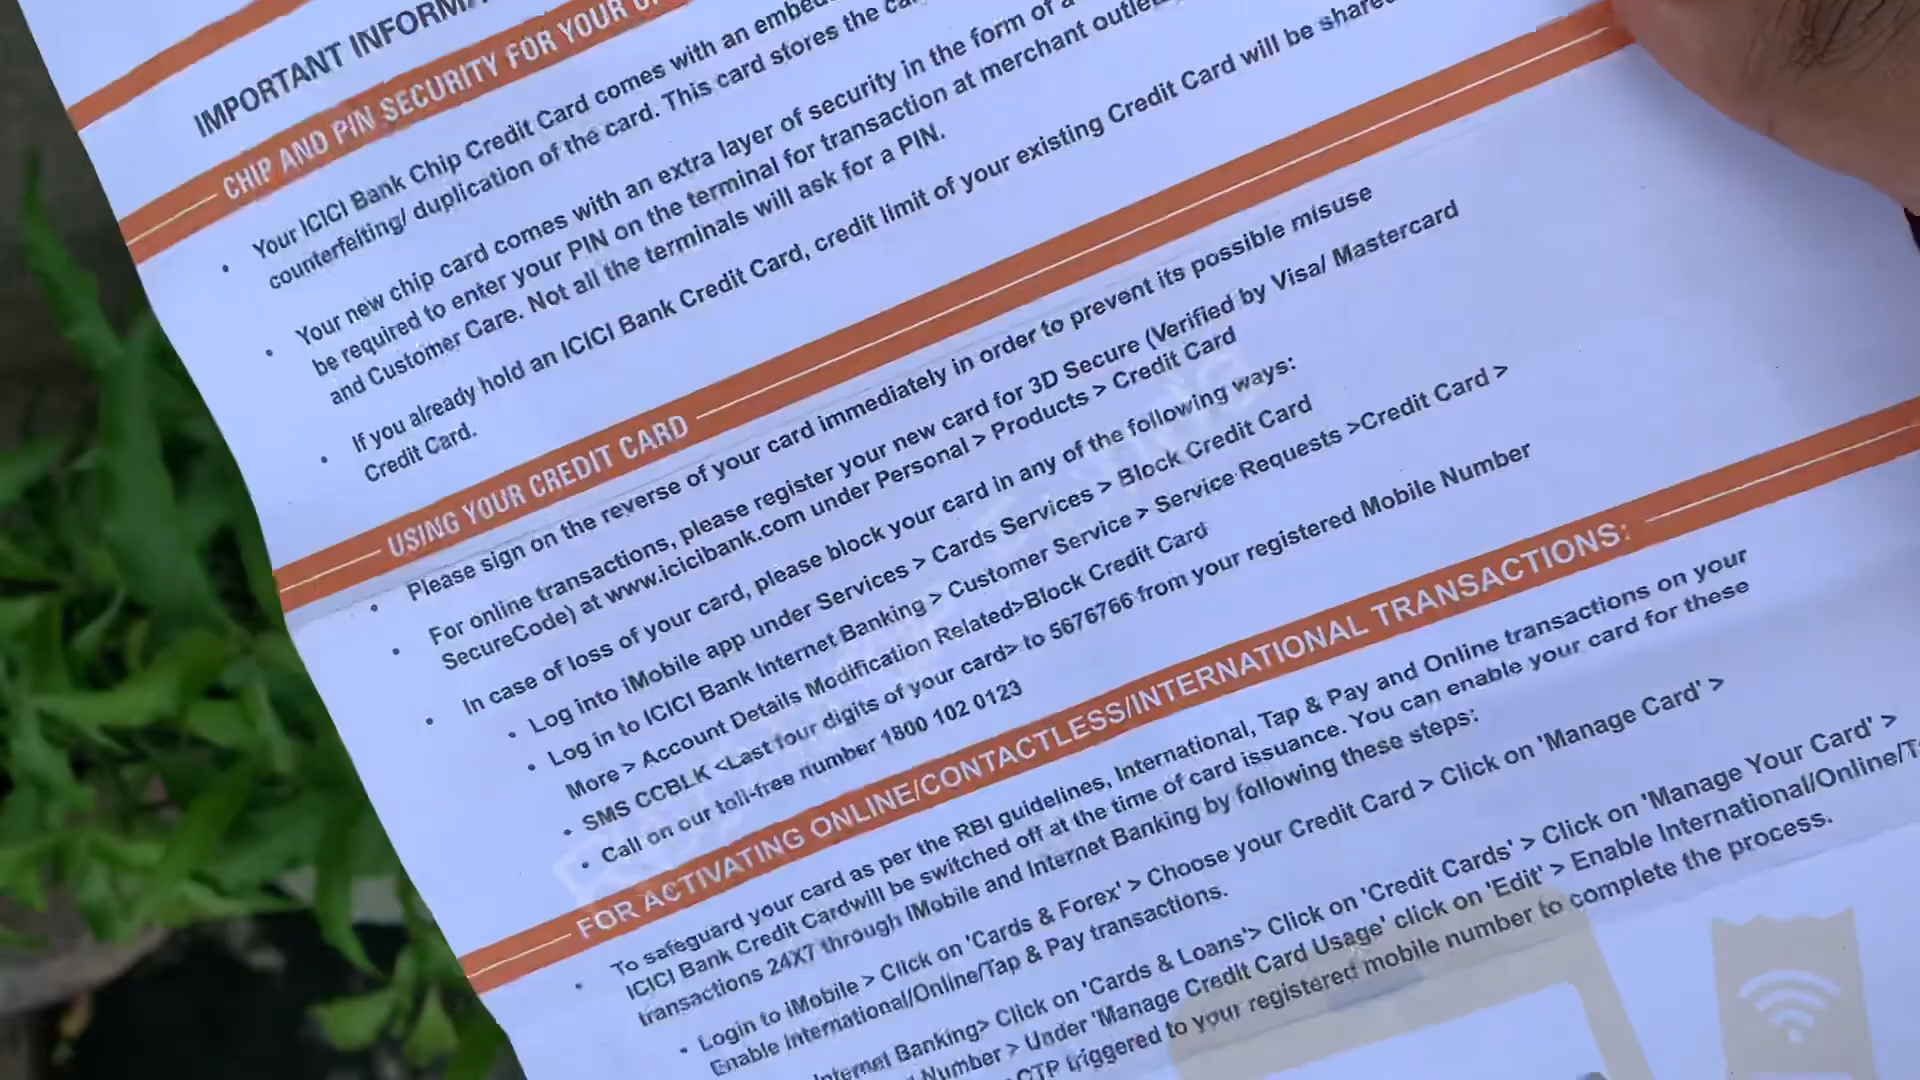 IMPORTANT
CHIP AND PIN SECURITY FOR YOUR
Your ICICI Bank Chip Credit Card comes with an
counterfeiting/ duplication of the card. This card stores the
Your new chip card comes with an extra layer of security in the form of a
be required to enter your PIN on the terminal for transaction at merchant
and Customer Care. Not all the terminals will ask for a PIN.
If you already hold an ICICI Bank Credit Card, credit limit of your existing Credit Card will be
Credit Card.
USING YOUR CREDIT CARD
Please sign on the reverse of your card immediately in order to prevent its possible misuse
For online transactions, please register your new card for 3D Secure (Verified by Visa/ Mastercard
SecureCode) at www.icicibank.com under Personal > Products > Credit Card
In case of loss of your card, please block your card in any of the following ways:
Log into iMobile app under Services > Cards Services > Block Credit Card
Log in to ICICI Bank Internet Banking > Customer Service > Service Requests >Credit Card >
More > Account Details Modification Related>Block Credit Card
SMS CCBLK <Last four digits of your card> to 5676766 from your registered Mobile Number
Call on our toll-free number 1800 102 0123
FOR ACTIVATING ONLINE/CONTACTLESS/INTERNATIONAL TRANSACTIONS:
To safeguard your card as per the RBI guidelines, International, Tap & Pay and Online transactions on your
ICICI Bank Credit Cardwill be switched off at the time of card issuance. You can enable your card for these
transactions 24X7 through iMobile and Internet Banking by following these steps:
Login to iMobile > Click on 'Cards & Forex' > Choose your Credit Card > Click on 'Manage Card' >
Enable International/Online/Tap & Pay transactions.
Internet Banking> Click on 'Cards & Loans'> Click on 'Credit Cards' > Click on 'Manage Your Card' >
Number > Under 'Manage Credit Card Usage' click on 'Edit' > Enable International/Online/
OTP triggered to your registered mobile number to complete the process.